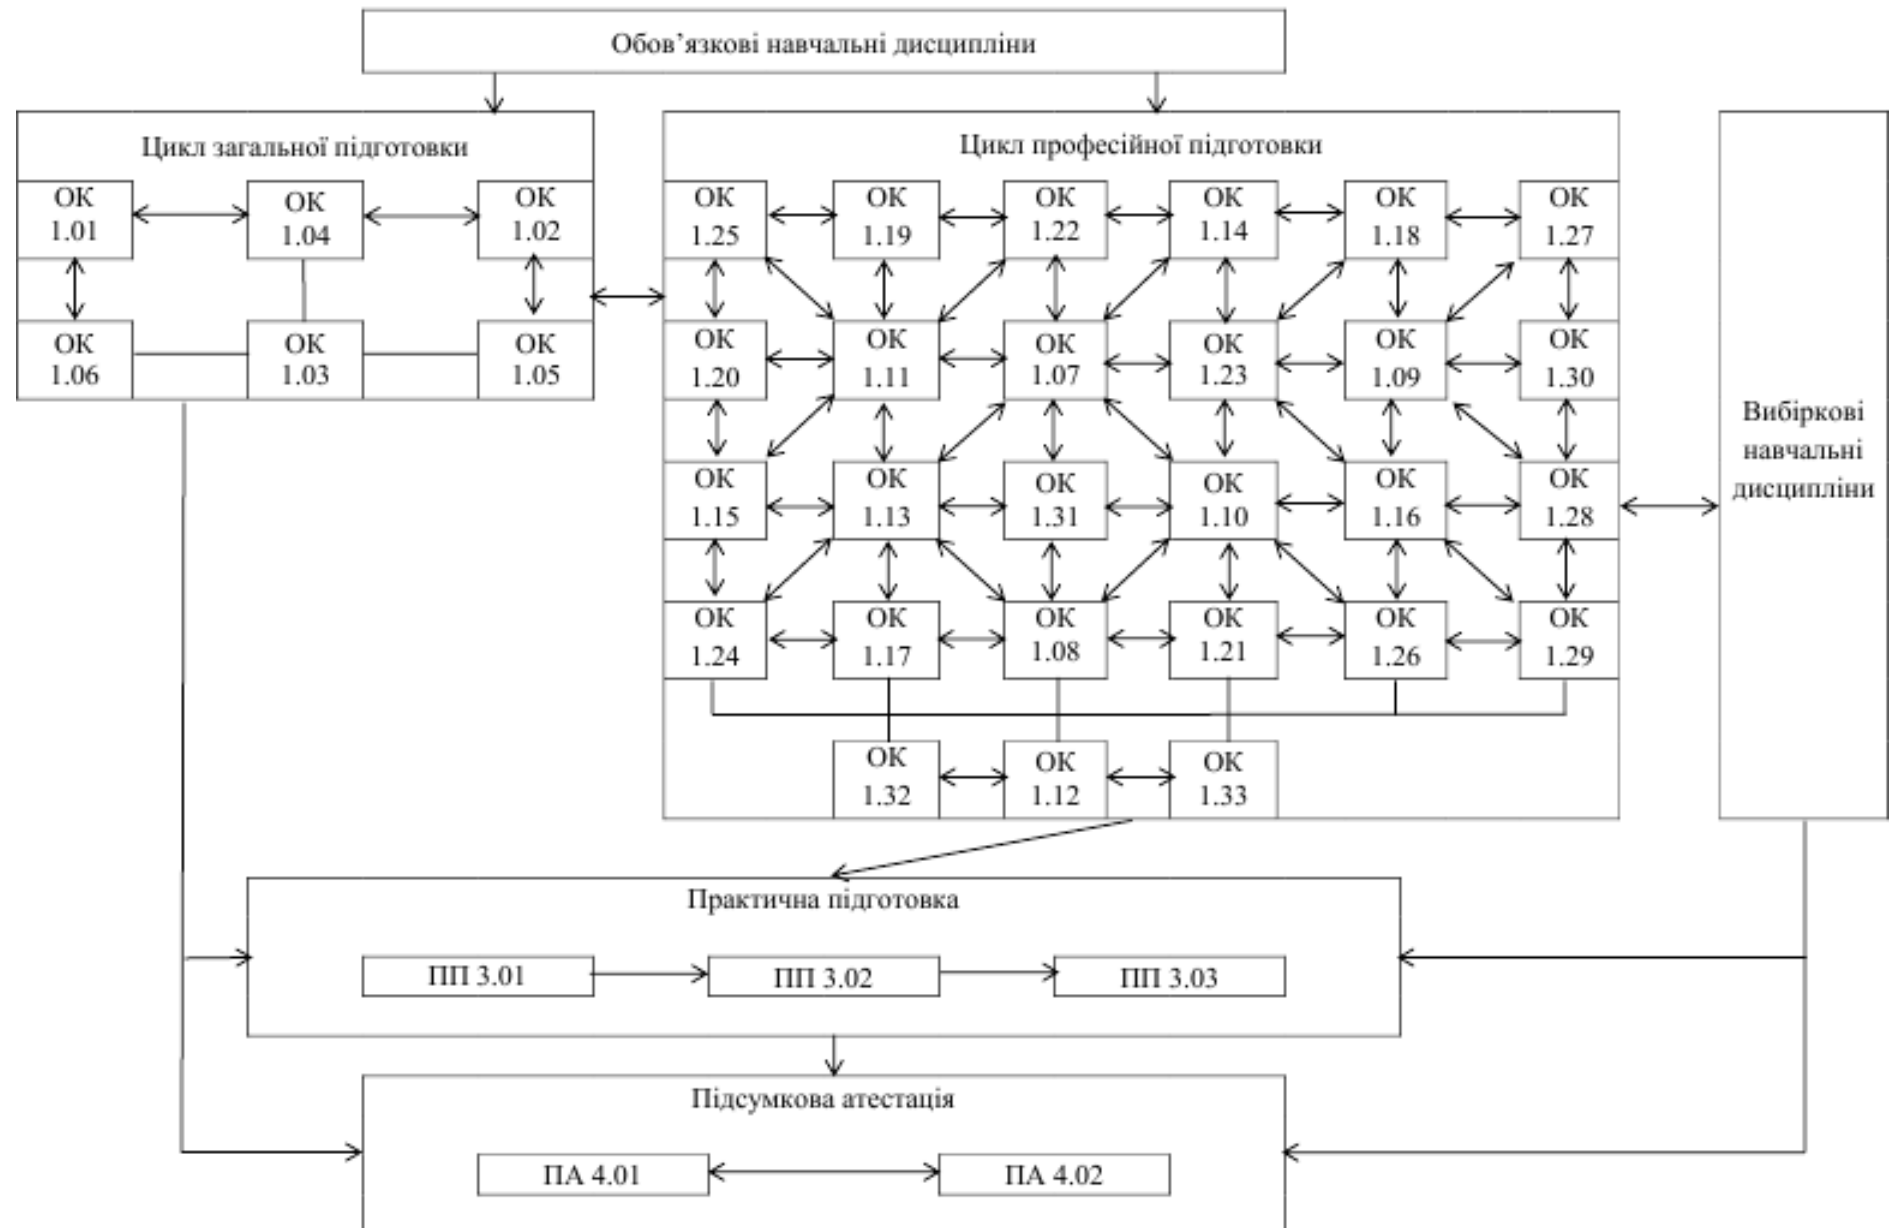 Обов’язкові навчальні дисципліни
Цикл загальної підготовки
ОК
1.01
ОК
1.04
ОК
1.02
ОК
1.06
ОК
1.03
ОК
1.05
Цикл професійної підготовки
ОК
1.25
ОК
1.19
ОК
1.22
ОК
1.14
ОК
1.18
ОК
1.27
ОК
1.20
ОК
1.11
ОК
1.07
ОК
1.23
ОК
1.09
ОК
1.30
ОК
1.15
ОК
1.13
ОК
1.31
ОК
1.10
ОК
1.16
ОК
1.28
ОК
1.24
ОК
1.17
ОК
1.08
ОК
1.21
ОК
1.26
ОК
1.29
ОК
1.32
ОК
1.12
ОК
1.33
Вибіркові
навчальні
дисципліни
Практична підготовка
ПП 3.01
ПП 3.02
ПП 3.03
Підсумкова атестація
ПА 4.01
ПА 4.02